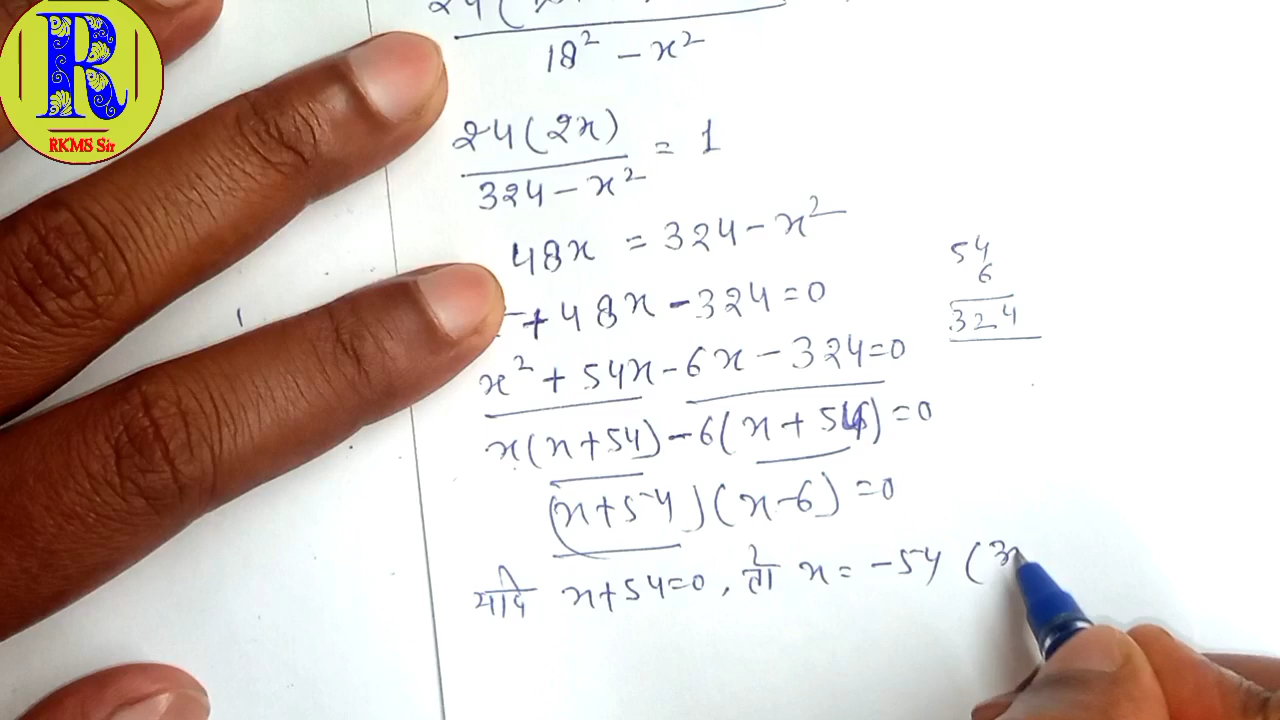 R
RKMS Sir
24(
18² − x²
24(2x)
324 − x² = 1
48x = 324 − x²
+ 48x − 324 = 0
x² + 54x − 6x − 324 = 0
x(x + 54) − 6(x + 54) = 0
(x + 54)(x − 6) = 0
यदि x + 54 = 0, तो x = −54 (
54
6
324